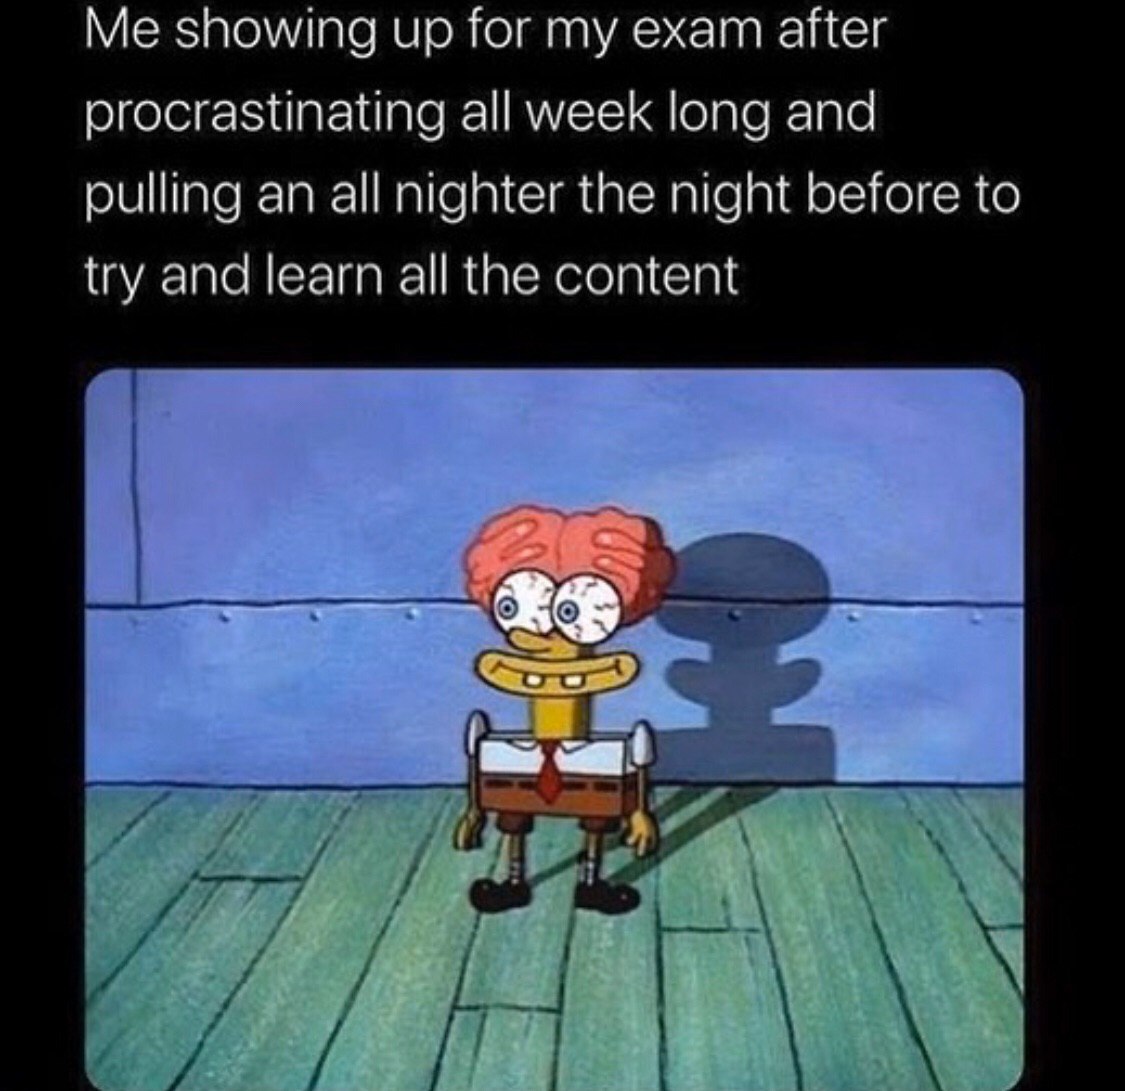 Me showing up for my exam after
procrastinating all week long and
pulling an all nighter the night before to
try and learn all the content